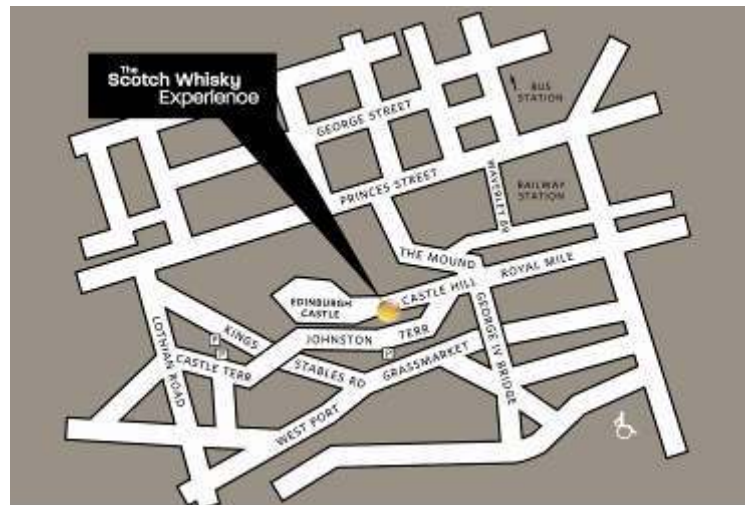 The
Scotch Whisky
Experience
BUS
STATION
GEORGE STREET
PRINCES STREET
WAVERLEY BR
RAILWAY
STATION
THE MOUND
ROYAL MILE
CASTLE HILL
EDINBURGH
CASTLE
JOHNSTON TERR
GEORGE IV BRIDGE
LOTHIAN ROAD
KINGS STABLES RD
CASTLE TERR
GRASSMARKET
WEST PORT
P
P
P